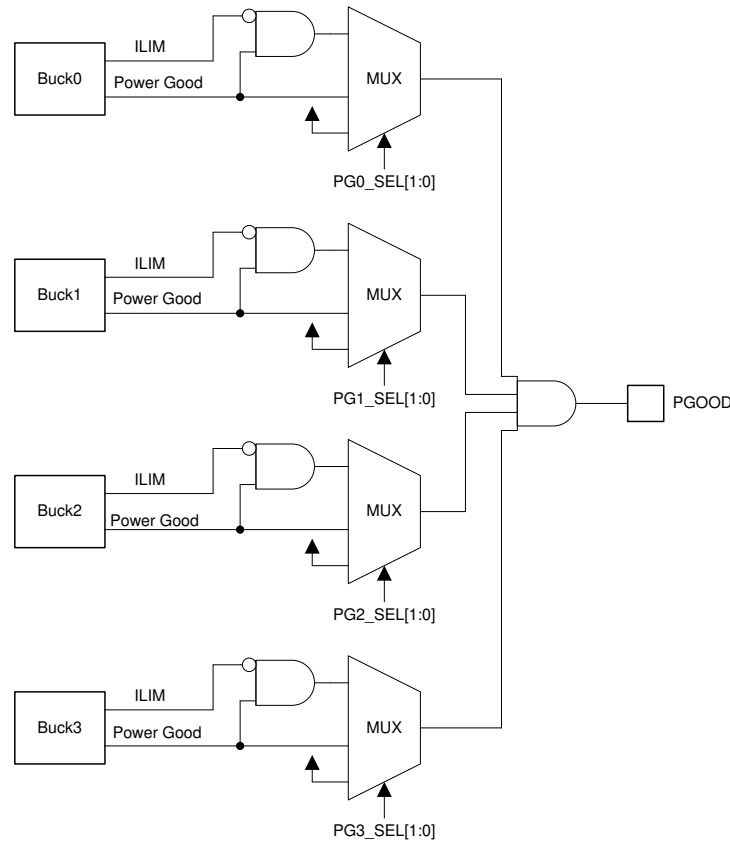 ILIM
Buck0
Power Good
MUX
PG0_SEL[1:0]
ILIM
Buck1
Power Good
MUX
PG1_SEL[1:0]
PGOOD
ILIM
Buck2
Power Good
MUX
PG2_SEL[1:0]
ILIM
Buck3
Power Good
MUX
PG3_SEL[1:0]